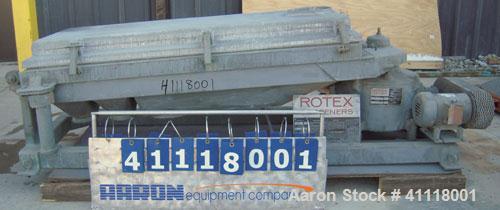 41118001
ROTEX
SCREENERS
41118001
AARON equipment company
Aaron Stock # 41118001